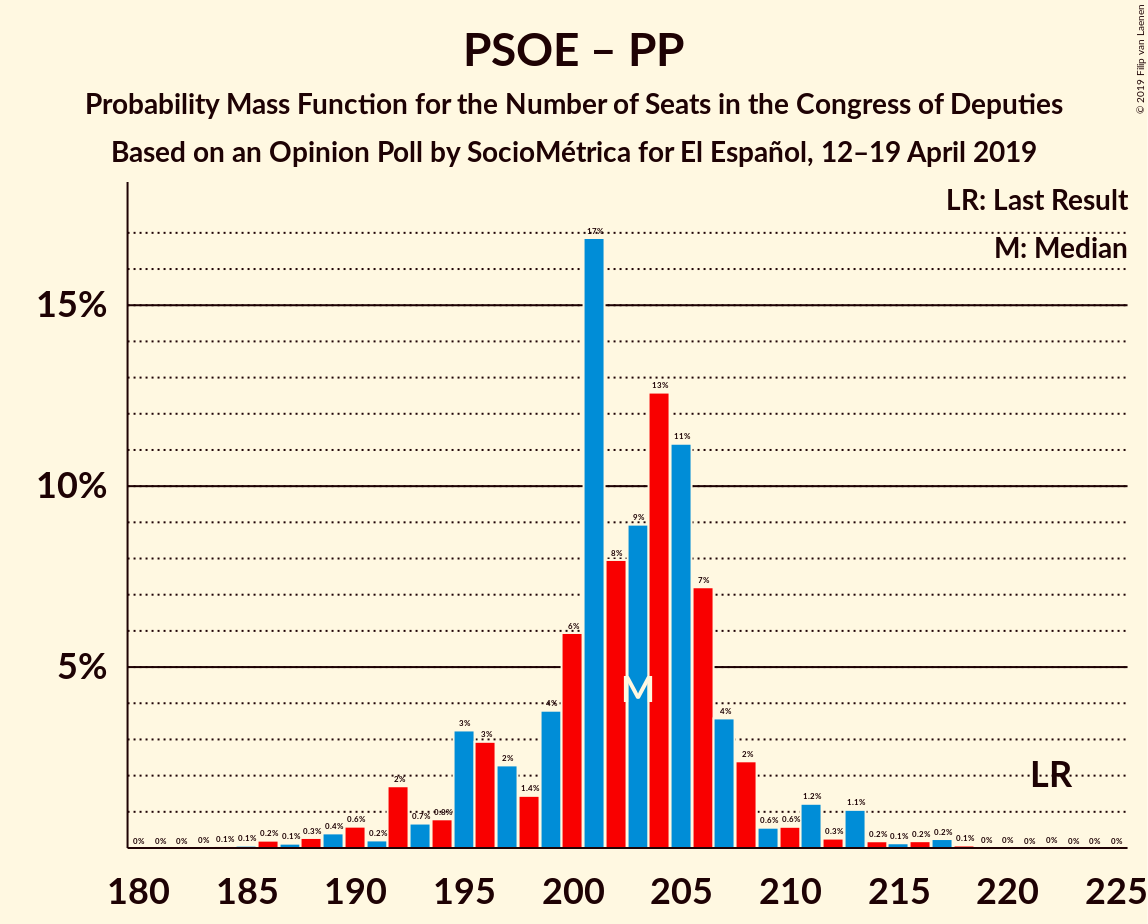 PSOE – PP
Probability Mass Function for the Number of Seats in the Congress of Deputies
Based on an Opinion Poll by SocioMétrica for El Español, 12–19 April 2019
© 2019 Filip van Laenen
LR: Last Result
M: Median
15%
10%
5%
0% 0% 0% 0% 0.1% 0.1% 0.2% 0.1% 0.3% 0.4% 0.6% 0.2% 2% 0.7% 0.8% 3% 3% 2% 1.4% 4% 6% 17% 8% 9% 13% 11% 7% 4% 2% 0.6% 0.6% 1.2% 0.3% 1.1% 0.2% 0.1% 0.2% 0.2% 0.1% 0% 0% 0% 0% 0% 0% 0%
M
LR
180 185 190 195 200 205 210 215 220 225